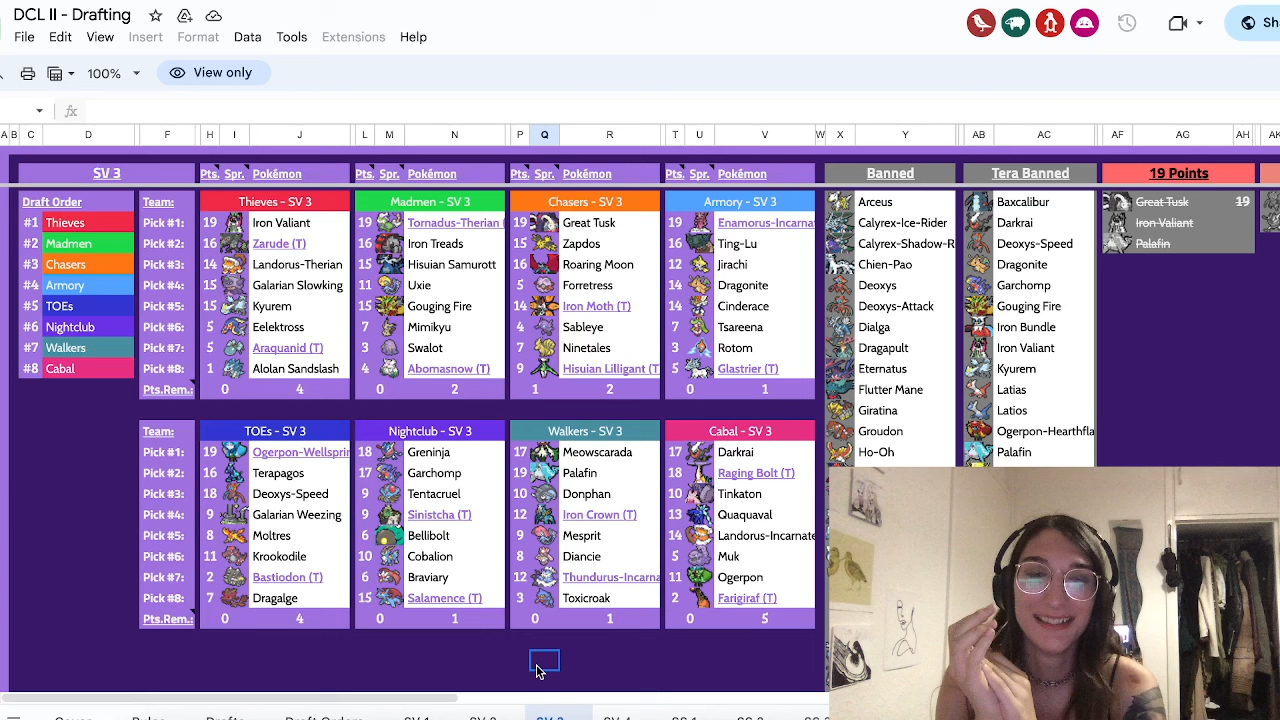 DCL II - Drafting
File Edit View Insert Format Data Tools Extensions Help
100% View only
fx
A B C D F H I J L M N P Q R T U V W X Y AB AC AF AG AH AK
SV 3 Pts. Spr. Pokémon Pts. Spr. Pokémon Pts. Spr. Pokémon Pts. Spr. Pokémon Banned Tera Banned 19 Points
Draft Order Team: Thieves - SV 3 Madmen - SV 3 Chasers - SV 3 Armory - SV 3 Arceus Baxcalibur Great Tusk 19
#1 Thieves Pick #1: 19 Iron Valiant 19 Tornadus-Therian ( 19 Great Tusk 19 Enamorus-Incarna Calyrex-Ice-Rider Darkrai Iron Valiant
#2 Madmen Pick #2: 16 Zarude (T) 16 Iron Treads 15 Zapdos 16 Ting-Lu Calyrex-Shadow-R Deoxys-Speed Palafin
#3 Chasers Pick #3: 14 Landorus-Therian 15 Hisuian Samurott 16 Roaring Moon 12 Jirachi Chien-Pao Dragonite
#4 Armory Pick #4: 15 Galarian Slowking 11 Uxie 5 Forretress 14 Dragonite Deoxys Garchomp
#5 TOEs Pick #5: 15 Kyurem 15 Gouging Fire 14 Iron Moth (T) 14 Cinderace Deoxys-Attack Gouging Fire
#6 Nightclub Pick #6: 5 Eelektross 7 Mimikyu 4 Sableye 7 Tsareena Dialga Iron Bundle
#7 Walkers Pick #7: 5 Araquanid (T) 3 Swalot 7 Ninetales 3 Rotom Dragapult Iron Valiant
#8 Cabal Pick #8: 1 Alolan Sandslash 4 Abomasnow (T) 9 Hisuian Lilligant (T 5 Glastrier (T) Eternatus Kyurem
Pts.Rem.: 0 4 0 2 1 2 0 1 Flutter Mane Latias
Giratina Latios
Team: TOEs - SV 3 Nightclub - SV 3 Walkers - SV 3 Cabal - SV 3 Groudon Ogerpon-Hearthfla
Pick #1: 19 Ogerpon-Wellsprin 18 Greninja 17 Meowscarada 17 Darkrai Ho-Oh Palafin
Pick #2: 16 Terapagos 17 Garchomp 19 Palafin 18 Raging Bolt (T)
Pick #3: 18 Deoxys-Speed 9 Tentacruel 10 Donphan 10 Tinkaton
Pick #4: 9 Galarian Weezing 9 Sinistcha (T) 12 Iron Crown (T) 13 Quaquaval
Pick #5: 8 Moltres 6 Bellibolt 9 Mesprit 14 Landorus-Incarnate
Pick #6: 11 Krookodile 10 Cobalion 8 Diancie 5 Muk
Pick #7: 2 Bastiodon (T) 6 Braviary 12 Thundurus-Incarna 11 Ogerpon
Pick #8: 7 Dragalge 15 Salamence (T) 3 Toxicroak 2 Farigiraf (T)
Pts.Rem.: 0 4 0 1 0 1 0 5